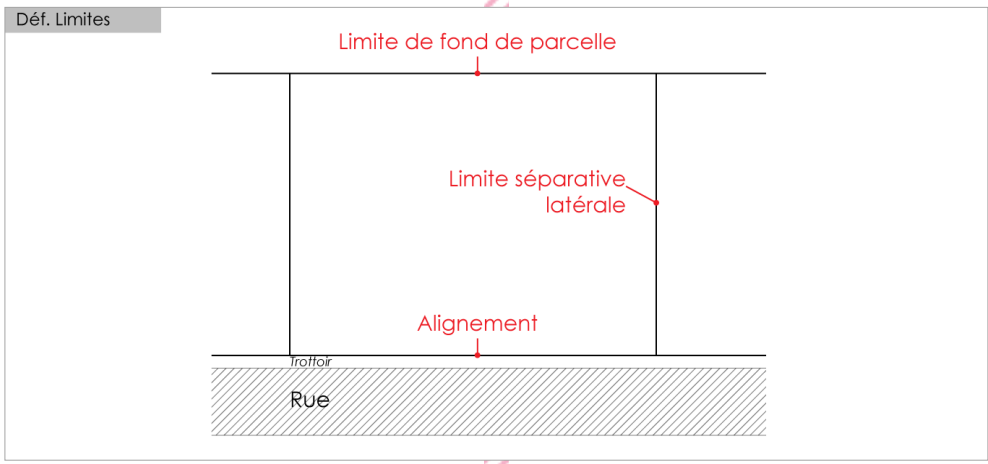 Déf. Limites
Limite de fond de parcelle
Limite séparative
latérale
Alignement
Trottoir
Rue